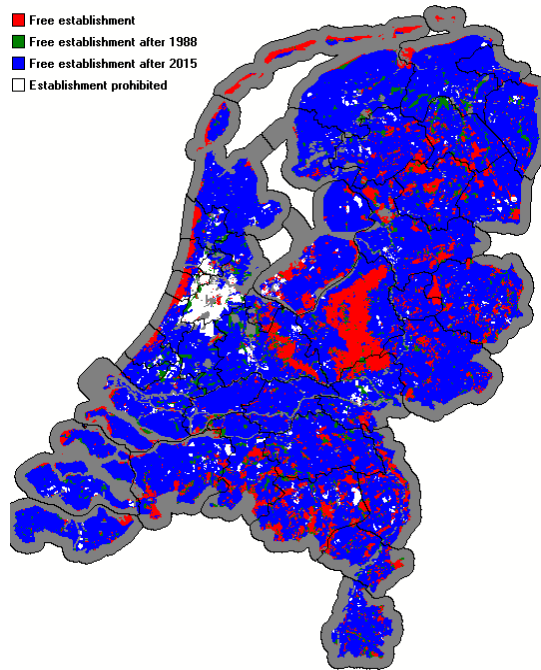 Free establishment
Free establishment after 1988
Free establishment after 2015
Establishment prohibited